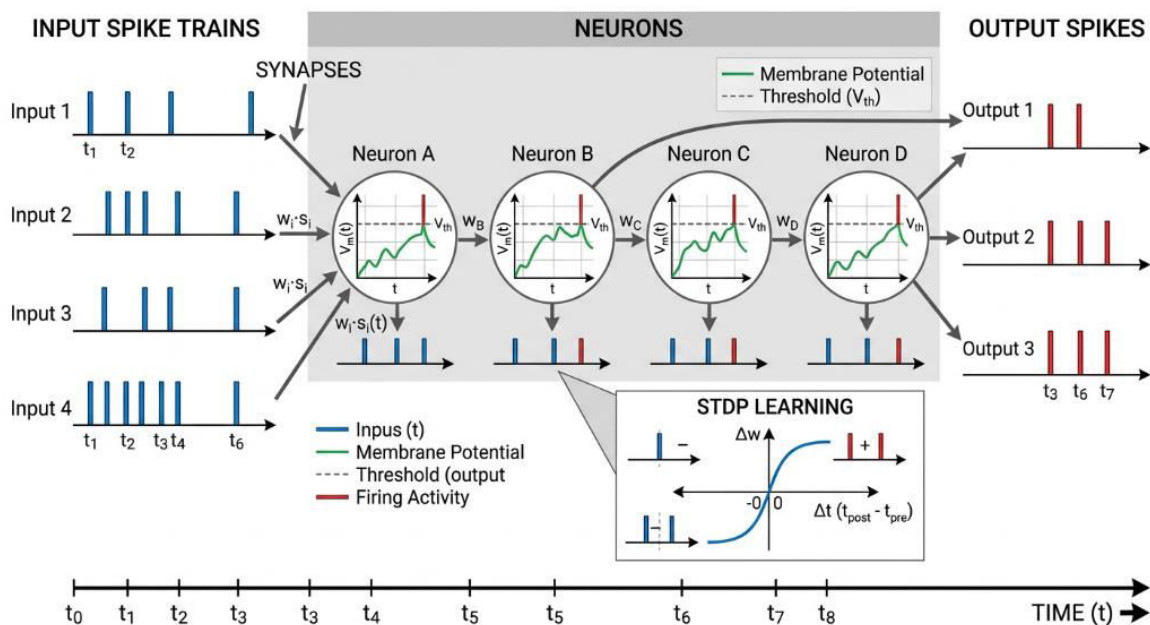 INPUT SPIKE TRAINS
NEURONS
OUTPUT SPIKES
SYNAPSES
Membrane Potential
Threshold (Vth)
Input 1
t1 t2
Input 2
wi·si
Input 3
wi·si
Input 4
t1 t2 t3 t4 t6
Neuron A
Neuron B
Neuron C
Neuron D
Vm(t)
Vth
t
wB
Vm(t)
Vth
t
wC
Vm(t)
Vth
t
wD
Vm(t)
Vth
t
wi·si(t)
Output 1
Output 2
Output 3
t3 t6 t7
Inpus (t)
Membrane Potential
Threshold (output
Firing Activity
STDP LEARNING
Δw
−
+
−
-0 0
Δt (tpost - tpre)
t0 t1 t2 t3 t3 t4 t5 t5 t6 t7 t8
TIME (t)